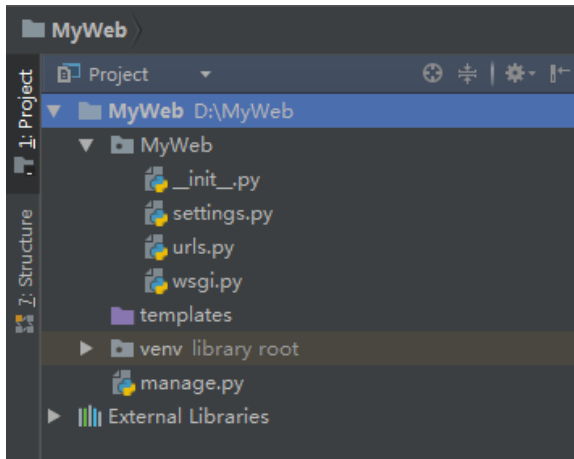 MyWeb
Project
1: Project
7: Structure
MyWeb D:\MyWeb
MyWeb
__init__.py
settings.py
urls.py
wsgi.py
templates
venv library root
manage.py
External Libraries